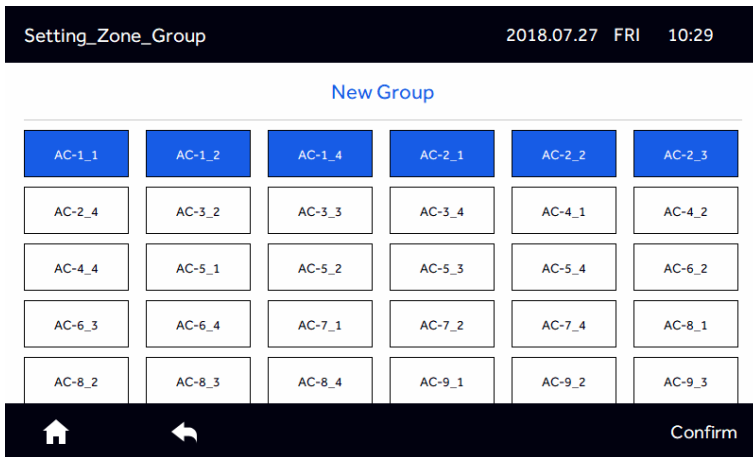 Setting_Zone_Group 2018.07.27 FRI 10:29
New Group
AC-1_1 AC-1_2 AC-1_4 AC-2_1 AC-2_2 AC-2_3
AC-2_4 AC-3_2 AC-3_3 AC-3_4 AC-4_1 AC-4_2
AC-4_4 AC-5_1 AC-5_2 AC-5_3 AC-5_4 AC-6_2
AC-6_3 AC-6_4 AC-7_1 AC-7_2 AC-7_4 AC-8_1
AC-8_2 AC-8_3 AC-8_4 AC-9_1 AC-9_2 AC-9_3
Confirm